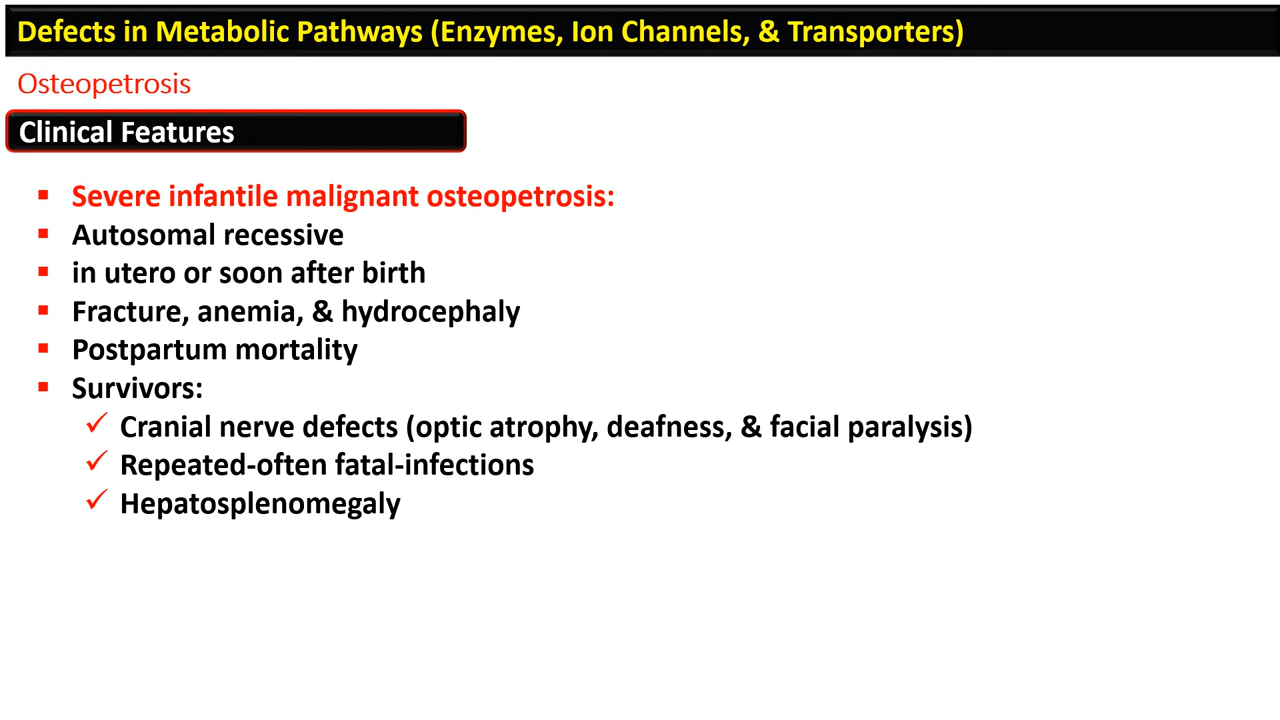 Defects in Metabolic Pathways (Enzymes, Ion Channels, & Transporters)
Osteopetrosis
Clinical Features
▪ Severe infantile malignant osteopetrosis:
▪ Autosomal recessive
▪ in utero or soon after birth
▪ Fracture, anemia, & hydrocephaly
▪ Postpartum mortality
▪ Survivors:
✓ Cranial nerve defects (optic atrophy, deafness, & facial paralysis)
✓ Repeated-often fatal-infections
✓ Hepatosplenomegaly